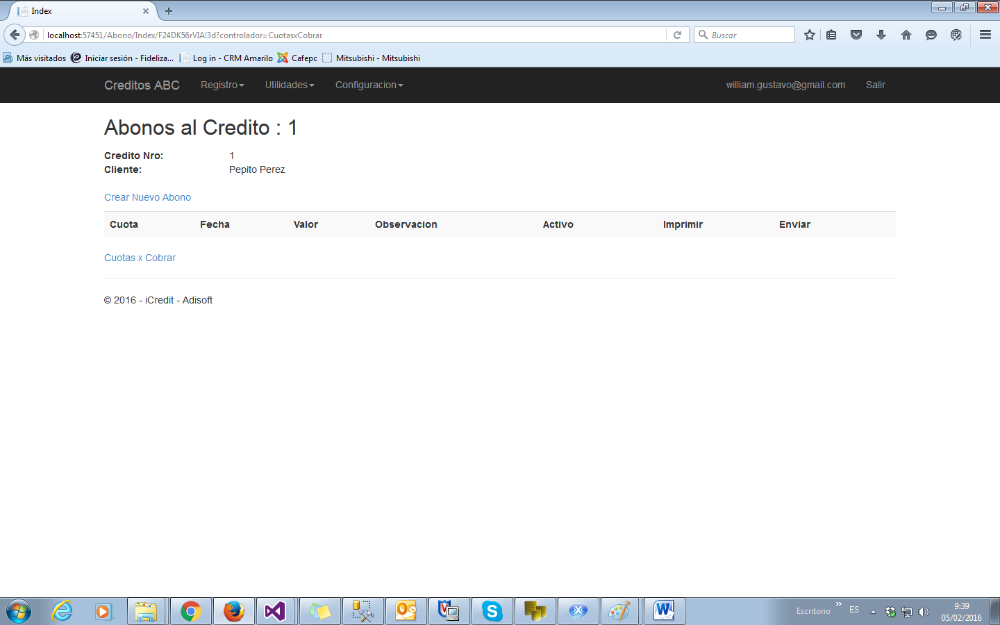 Index
localhost:57451/Abono/Index/F24DK56rVIA!3d?controlador=CuotasxCobrar
Buscar
Más visitados Iniciar sesión - Fideliza... Log in - CRM Amarilo Cafepc Mitsubishi - Mitsubishi
Creditos ABC Registro Utilidades Configuracion william.gustavo@gmail.com Salir
Abonos al Credito : 1
Credito Nro: 1
Cliente: Pepito Perez
Crear Nuevo Abono
Cuota Fecha Valor Observacion Activo Imprimir Enviar
Cuotas x Cobrar
© 2016 - iCredit - Adisoft
Escritorio » ES 9:39
05/02/2016